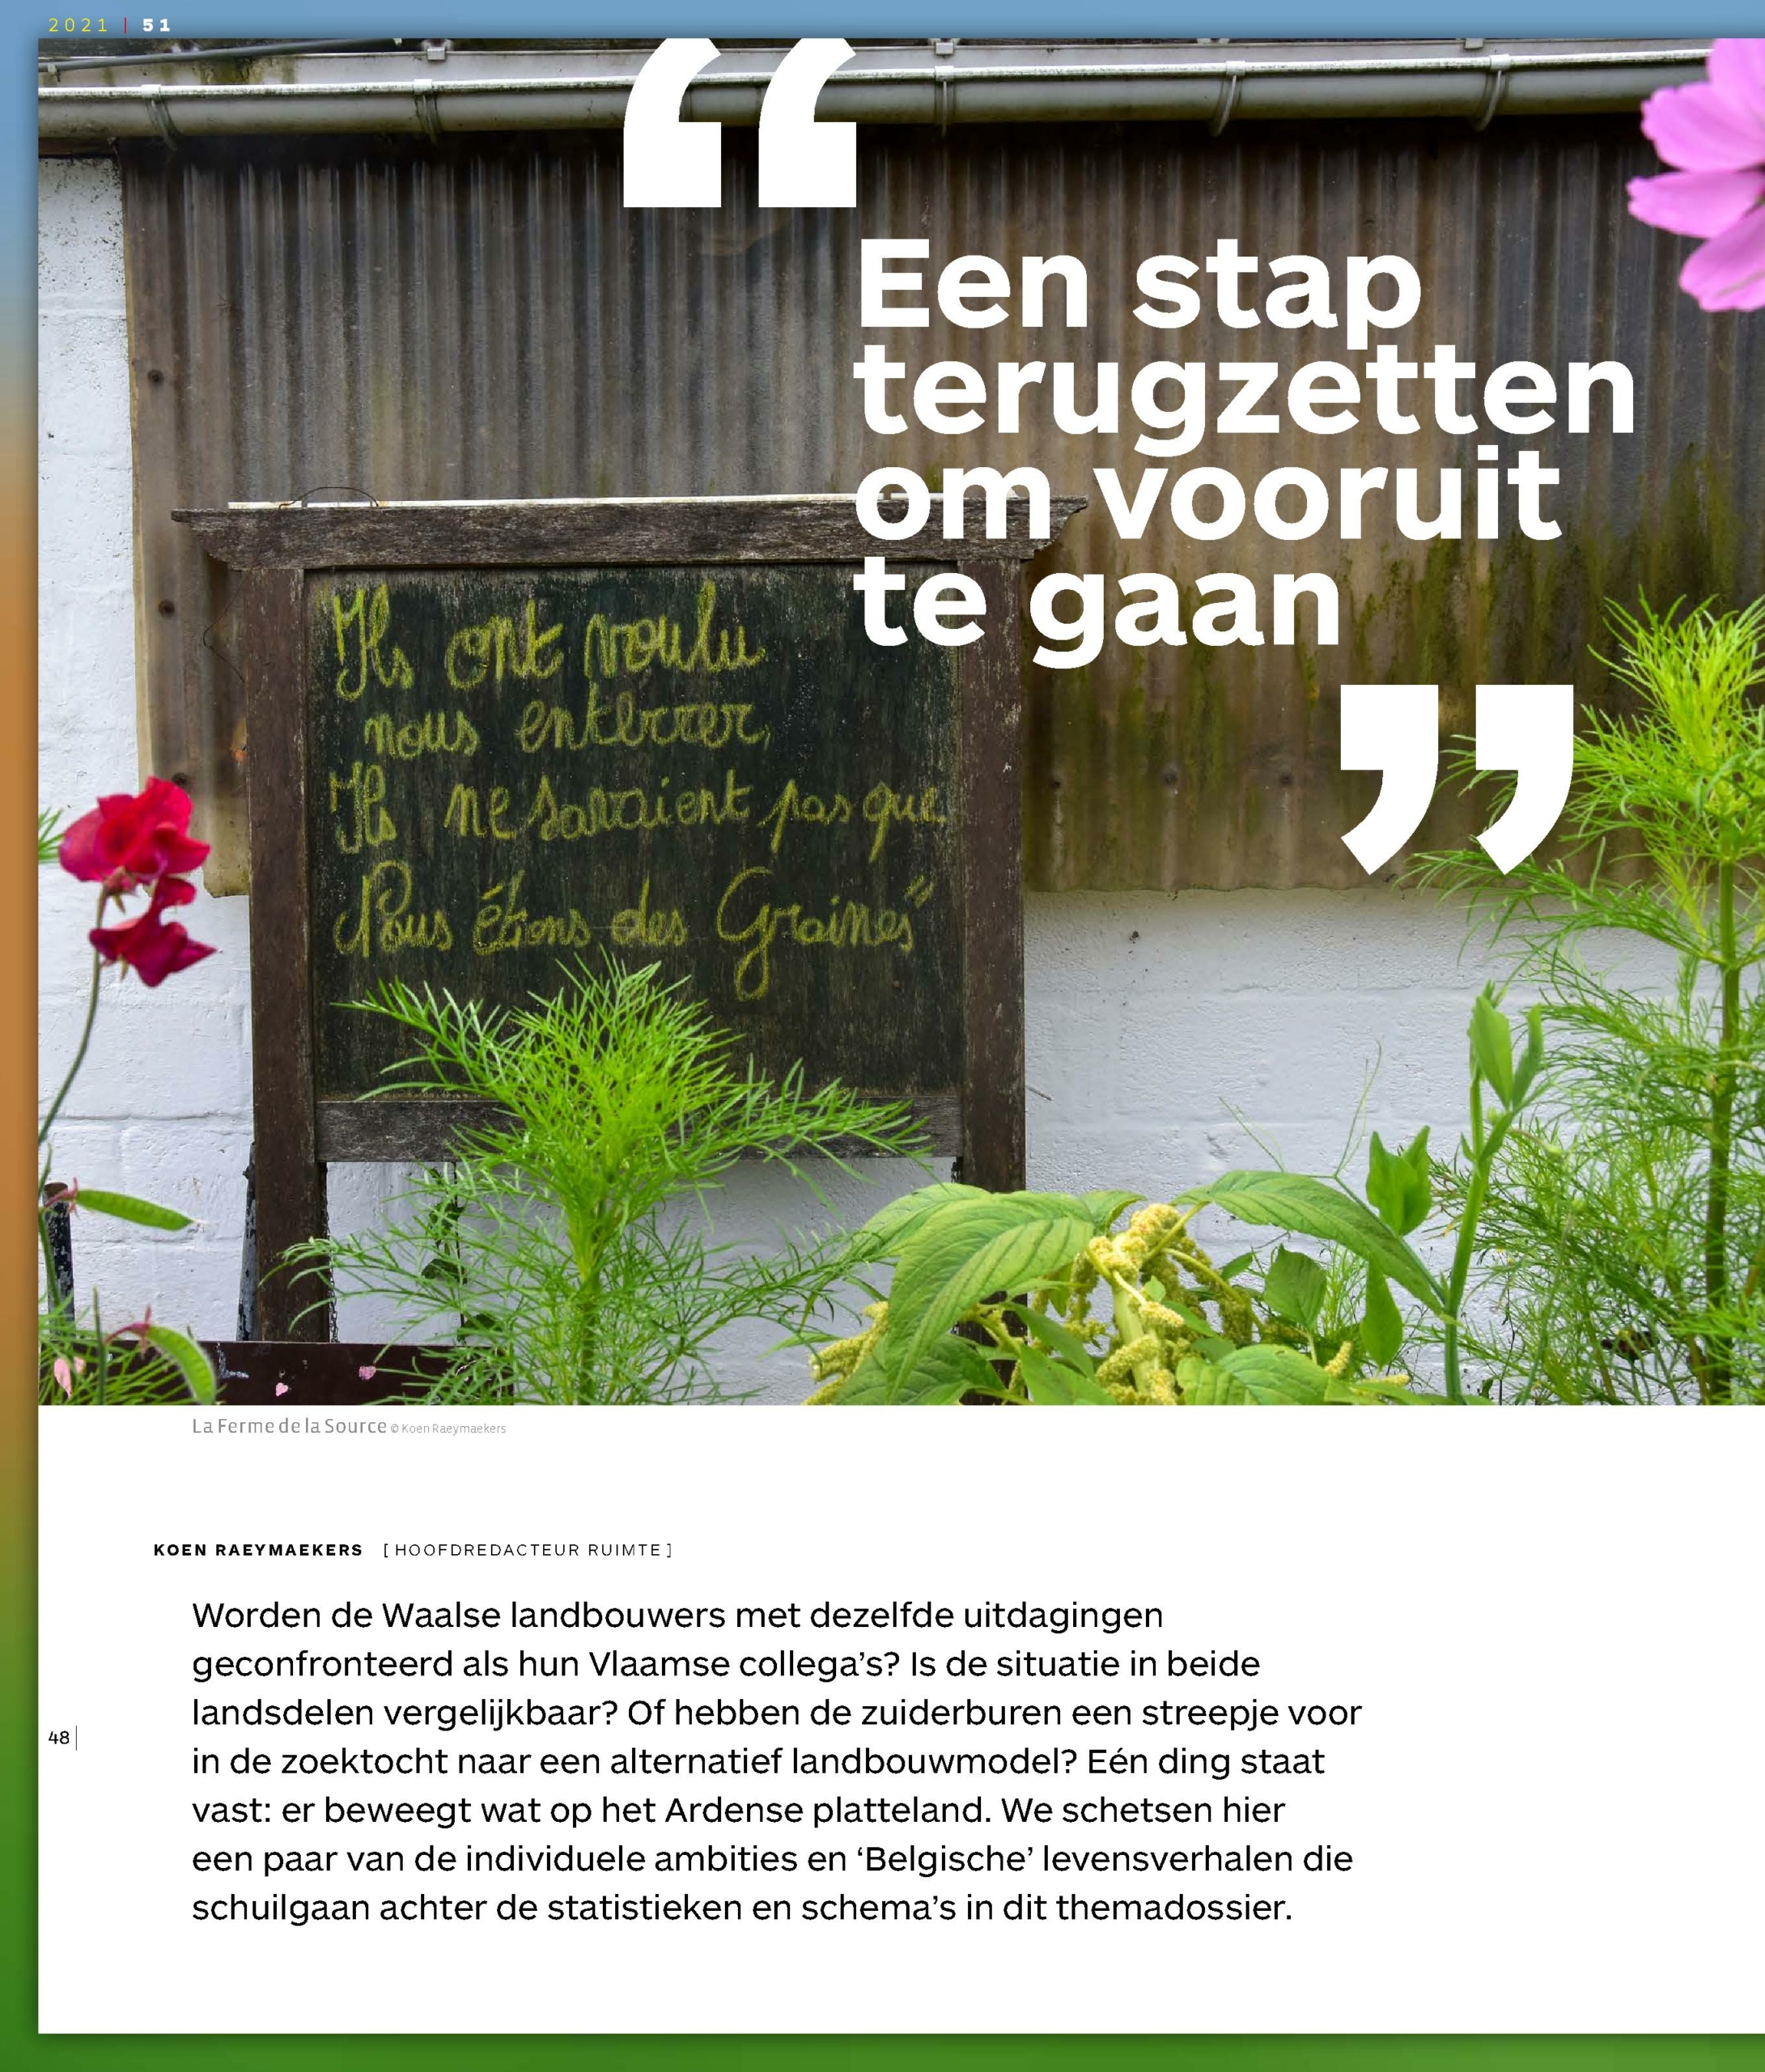 2021 | 51
“
Een stap
terugzetten
om vooruit
te gaan
”
Ils ont voulu
nous enterrer,
Ils ne savaient pas que
Nous étions des Graines"
La Ferme de la Source © Koen Raeymaekers
KOEN RAEYMAEKERS [ HOOFDREDACTEUR RUIMTE ]
Worden de Waalse landbouwers met dezelfde uitdagingen
geconfronteerd als hun Vlaamse collega’s? Is de situatie in beide
landsdelen vergelijkbaar? Of hebben de zuiderburen een streepje voor
in de zoektocht naar een alternatief landbouwmodel? Eén ding staat
vast: er beweegt wat op het Ardense platteland. We schetsen hier
een paar van de individuele ambities en ‘Belgische’ levensverhalen die
schuilgaan achter de statistieken en schema’s in dit themadossier.
48